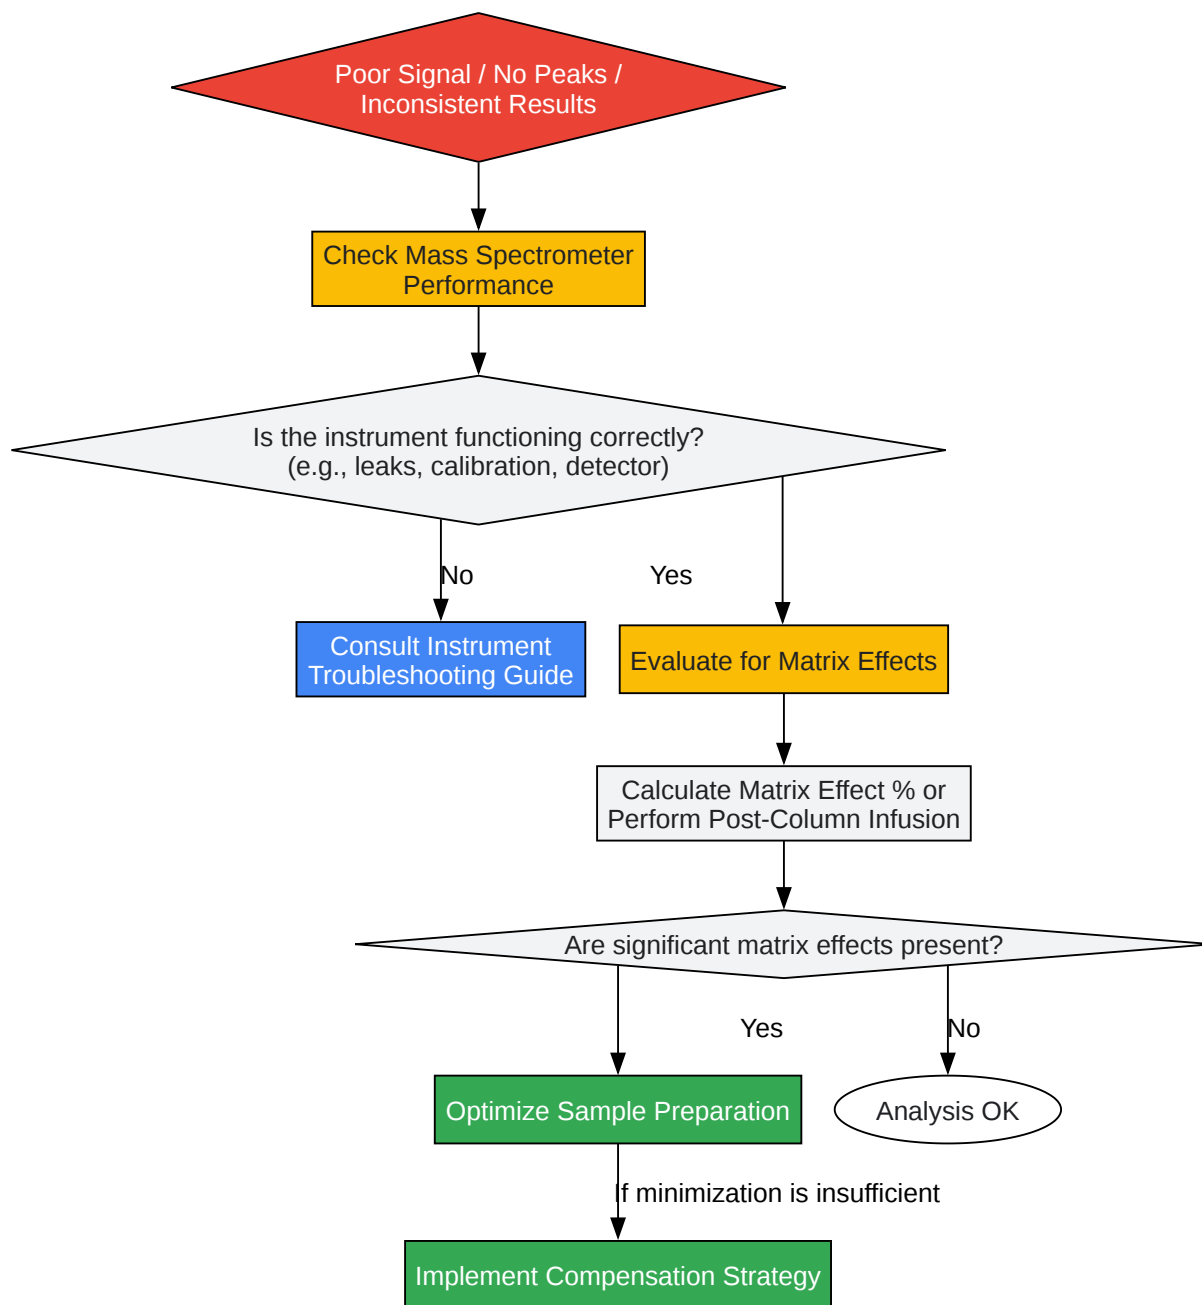 Poor Signal / No Peaks /
Inconsistent Results
Check Mass Spectrometer
Performance
Is the instrument functioning correctly?
(e.g., leaks, calibration, detector)
No
Yes
Consult Instrument
Troubleshooting Guide
Evaluate for Matrix Effects
Calculate Matrix Effect % or
Perform Post-Column Infusion
Are significant matrix effects present?
Yes
No
Optimize Sample Preparation
Analysis OK
If minimization is insufficient
Implement Compensation Strategy